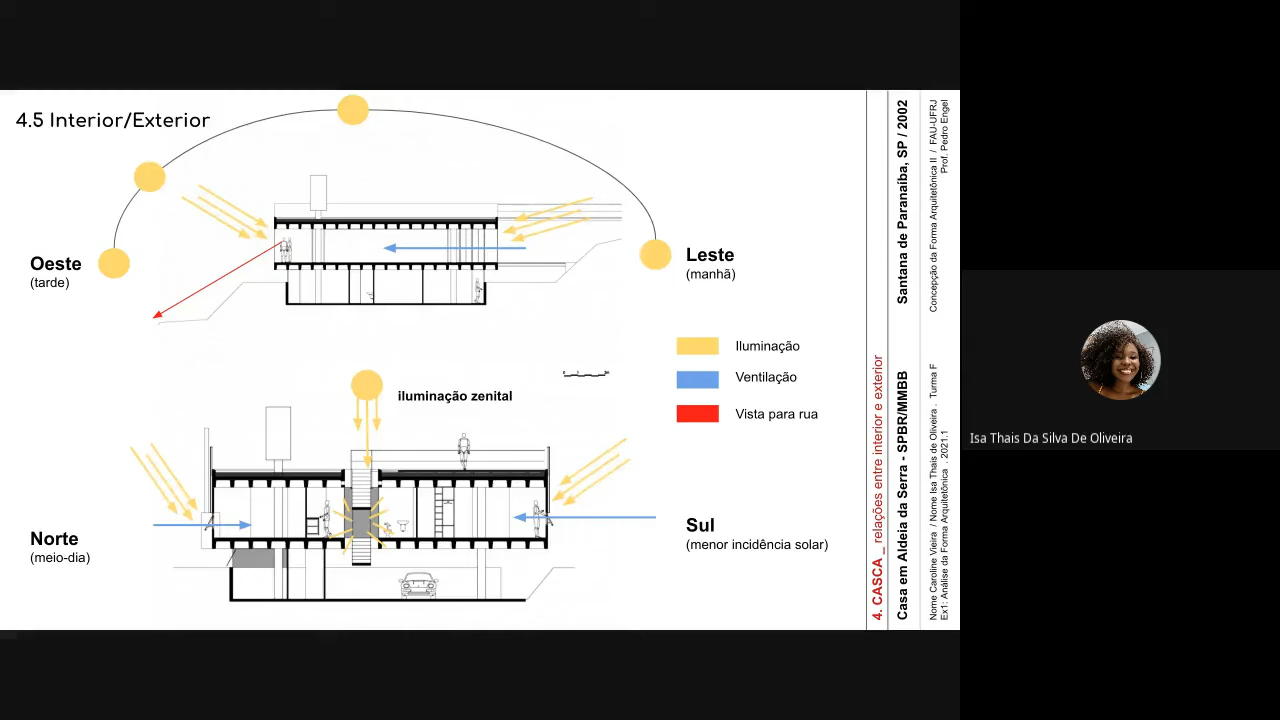 4.5 Interior/Exterior
Oeste
(tarde)
Leste
(manhã)
Iluminação
Ventilação
Vista para rua
iluminação zenital
Norte
(meio-dia)
Sul
(menor incidência solar)
4. CASCA _ relações entre interior e exterior
Casa em Aldeia da Serra - SPBR/MMBB
Santana de Paranaíba, SP / 2002
Nome Caroline Vieira / Nome Isa Thais de Oliveira . Turma F
Ex1: Análise da Forma Arquitetônica . 2021.1
Concepção da Forma Arquitetônica II / FAU-UFRJ
Prof. Pedro Engel
Isa Thais Da Silva De Oliveira